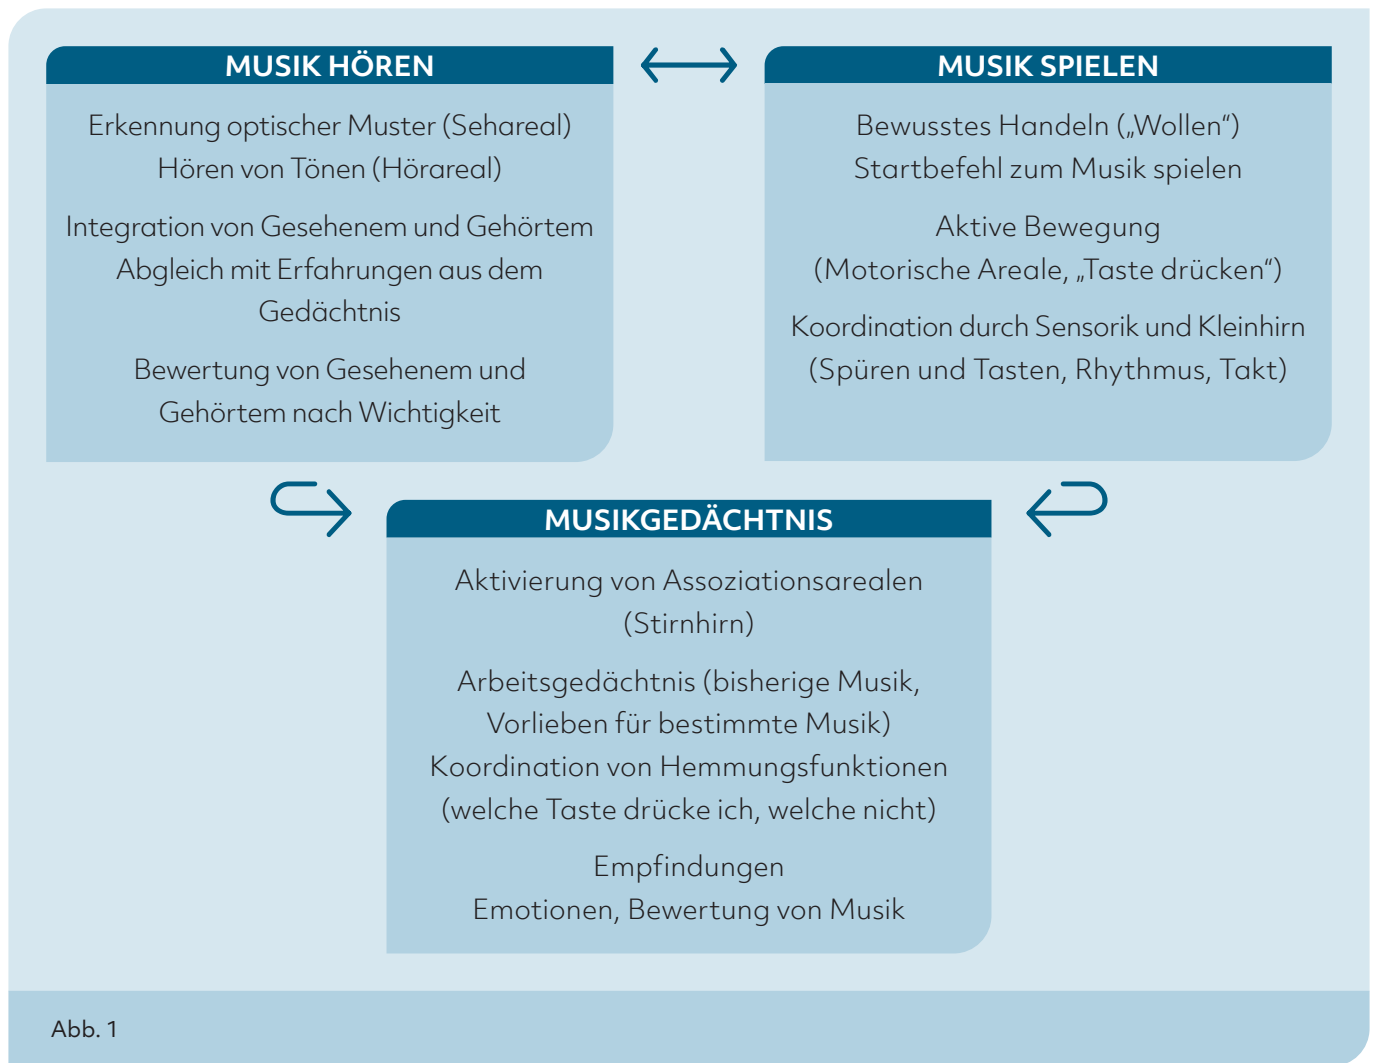 MUSIK HÖREN
Erkennung optischer Muster (Sehareal)
Hören von Tönen (Hörareal)
Integration von Gesehenem und Gehörtem
Abgleich mit Erfahrungen aus dem
Gedächtnis
Bewertung von Gesehenem und
Gehörtem nach Wichtigkeit
MUSIK SPIELEN
Bewusstes Handeln („Wollen“)
Startbefehl zum Musik spielen
Aktive Bewegung
(Motorische Areale, „Taste drücken“)
Koordination durch Sensorik und Kleinhirn
(Spüren und Tasten, Rhythmus, Takt)
MUSIKGEDÄCHTNIS
Aktivierung von Assoziationsarealen
(Stirnhirn)
Arbeitsgedächtnis (bisherige Musik,
Vorlieben für bestimmte Musik)
Koordination von Hemmungsfunktionen
(welche Taste drücke ich, welche nicht)
Empfindungen
Emotionen, Bewertung von Musik
Abb. 1